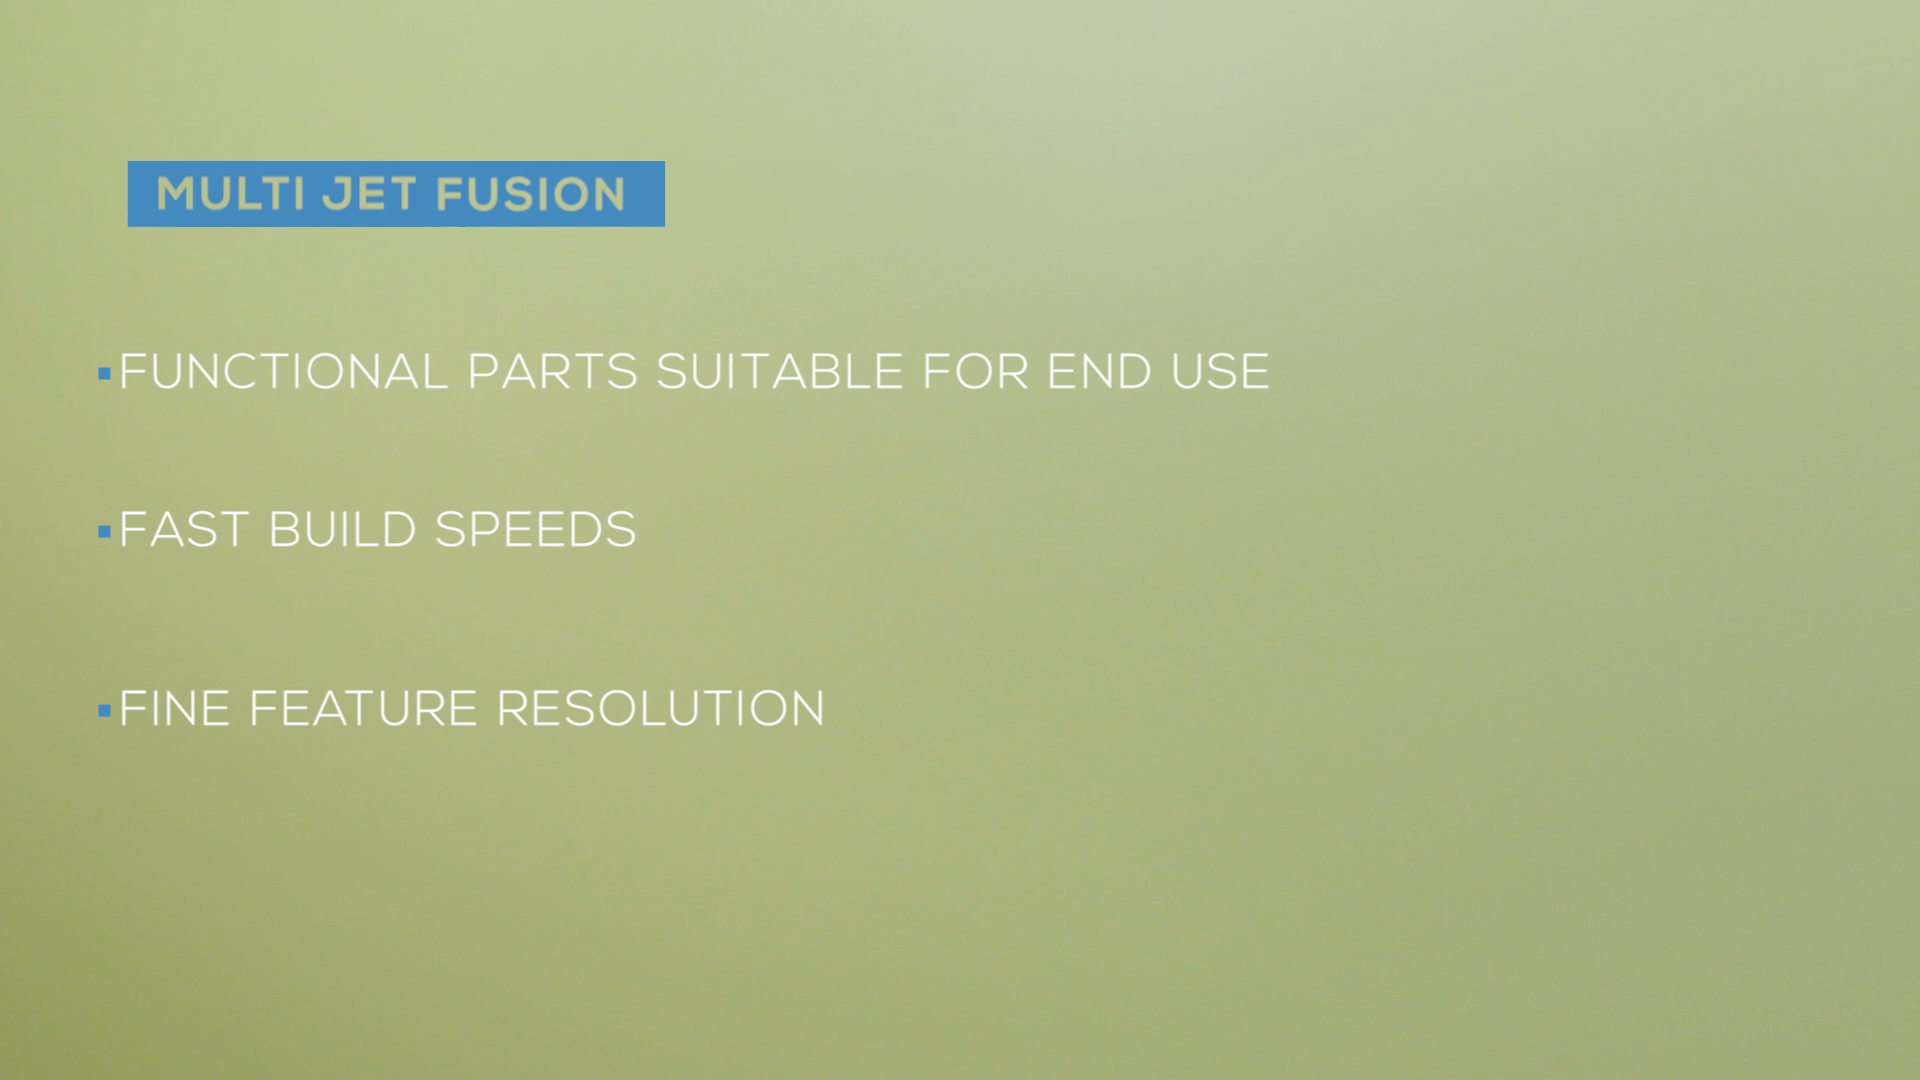 MULTI JET FUSION
▪FUNCTIONAL PARTS SUITABLE FOR END USE
▪FAST BUILD SPEEDS
▪FINE FEATURE RESOLUTION